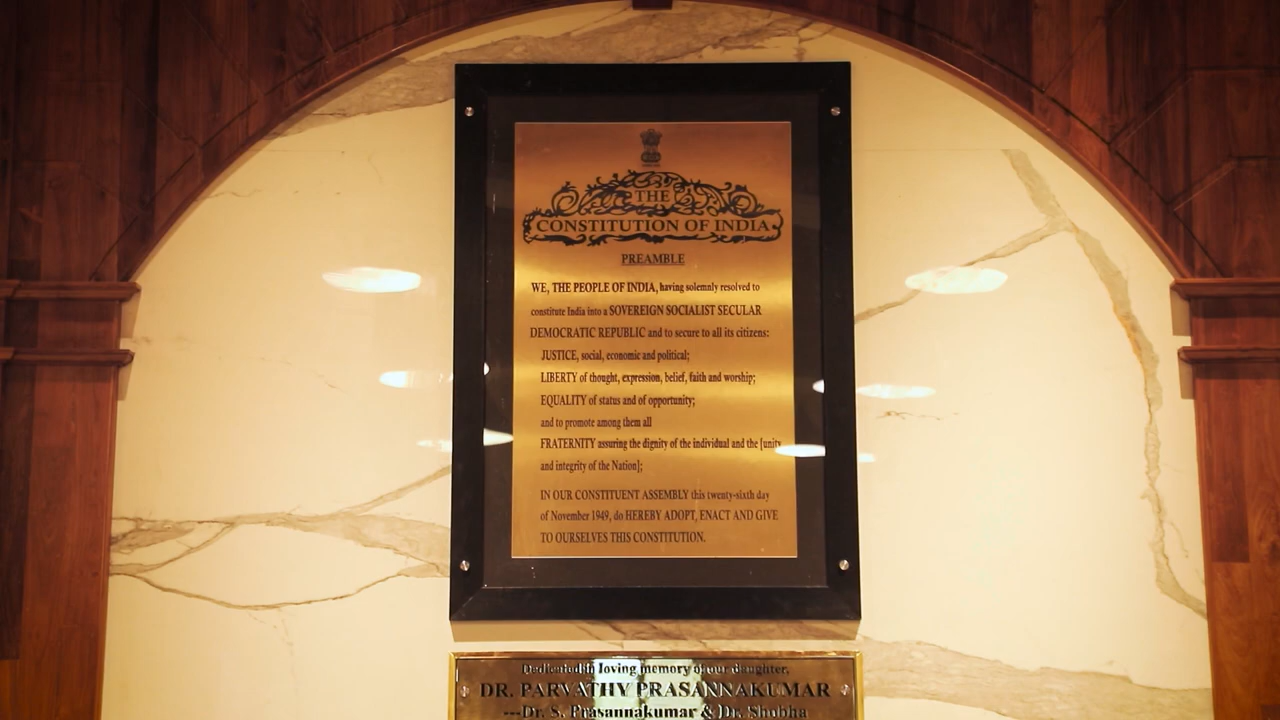 THE
CONSTITUTION OF INDIA
PREAMBLE
WE, THE PEOPLE OF INDIA, having solemnly resolved to
constitute India into a SOVEREIGN SOCIALIST SECULAR
DEMOCRATIC REPUBLIC and to secure to all its citizens:
JUSTICE, social, economic and political;
LIBERTY of thought, expression, belief, faith and worship;
EQUALITY of status and of opportunity;
and to promote among them all
FRATERNITY assuring the dignity of the individual and the [unity
and integrity of the Nation];
IN OUR CONSTITUENT ASSEMBLY this twenty-sixth day
of November 1949, do HEREBY ADOPT, ENACT AND GIVE
TO OURSELVES THIS CONSTITUTION.
Dedicated in loving memory of our daughter,
DR. PARVATHY PRASANNAKUMAR
---Dr. S. Prasannakumar & Dr. Shobha